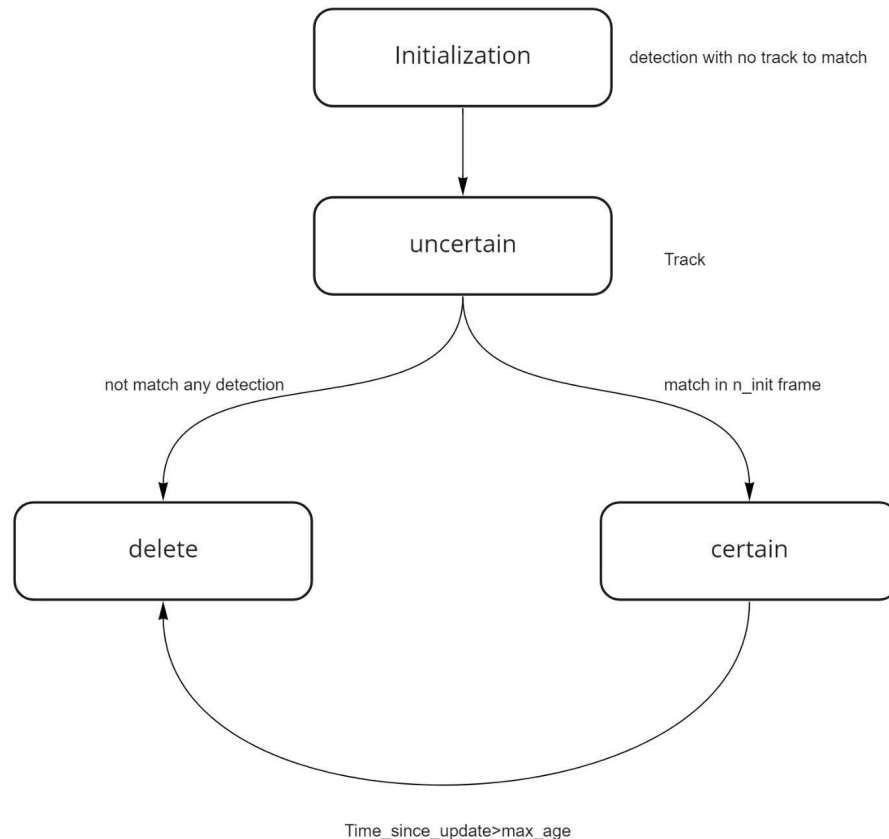 Initialization
detection with no track to match
uncertain
Track
not match any detection
match in n_init frame
delete
certain
Time_since_update>max_age